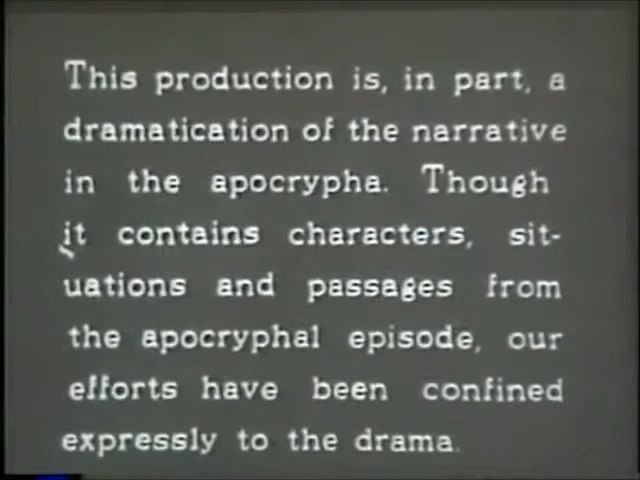 This production is, in part, a
dramatication of the narrative
in the apocrypha. Though
it contains characters, sit-
uations and passages from
the apocryphal episode, our
efforts have been confined
expressly to the drama.